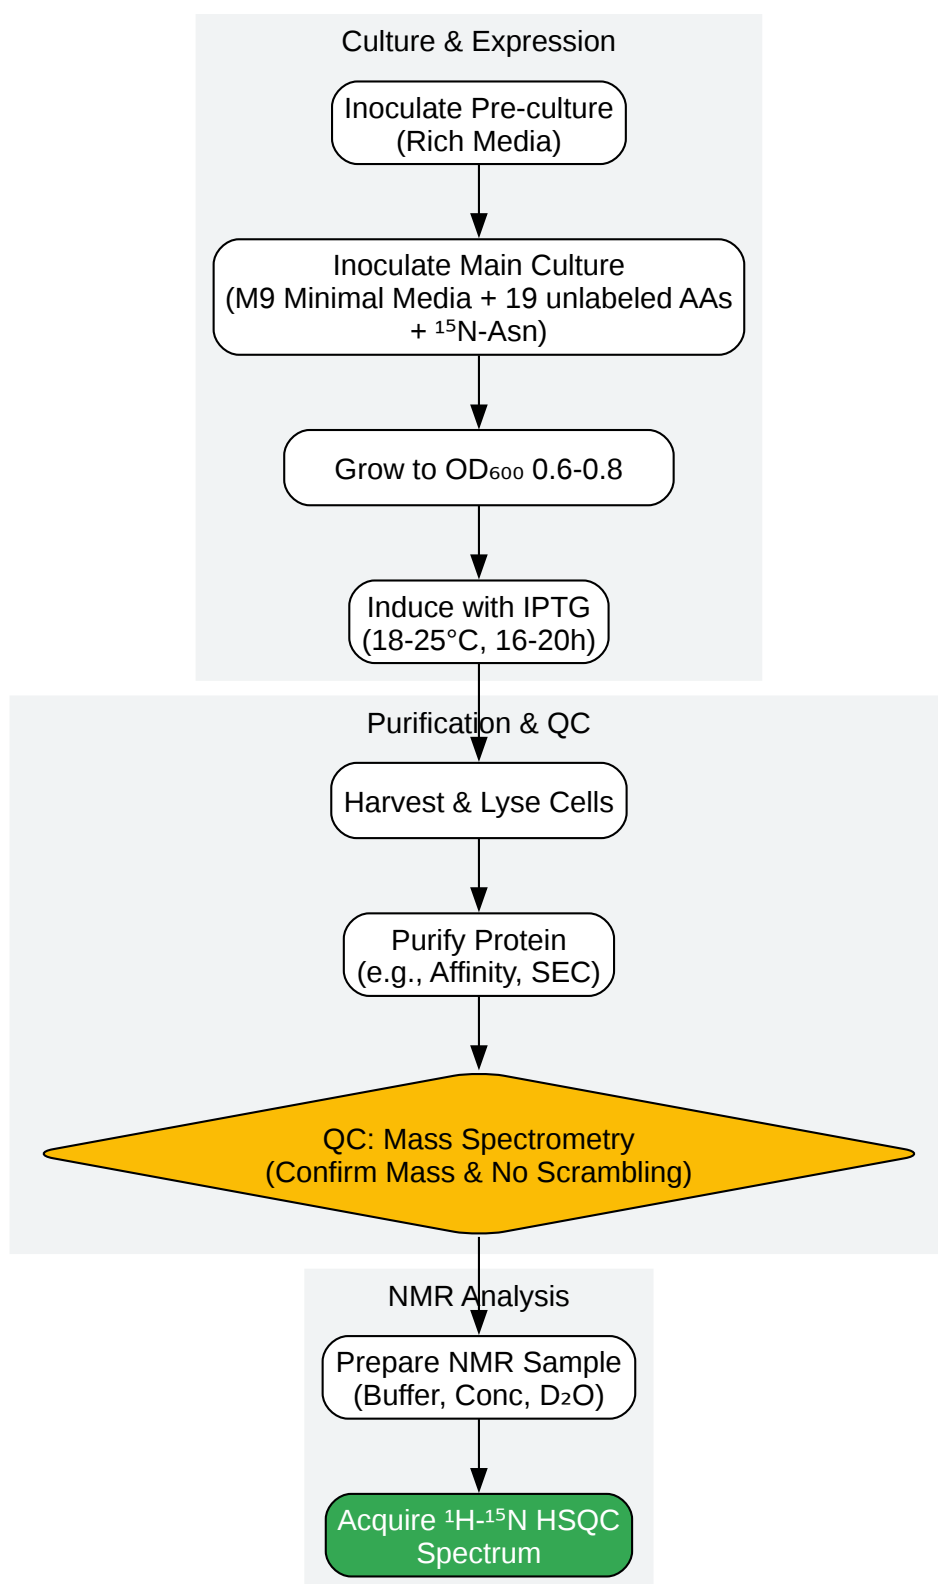 Culture & Expression
Inoculate Pre-culture
(Rich Media)
Inoculate Main Culture
(M9 Minimal Media + 19 unlabeled AAs
+ ¹⁵N-Asn)
Grow to OD₆₀₀ 0.6-0.8
Induce with IPTG
(18-25°C, 16-20h)
Purification & QC
Harvest & Lyse Cells
Purify Protein
(e.g., Affinity, SEC)
QC: Mass Spectrometry
(Confirm Mass & No Scrambling)
NMR Analysis
Prepare NMR Sample
(Buffer, Conc, D₂O)
Acquire ¹H-¹⁵N HSQC
Spectrum